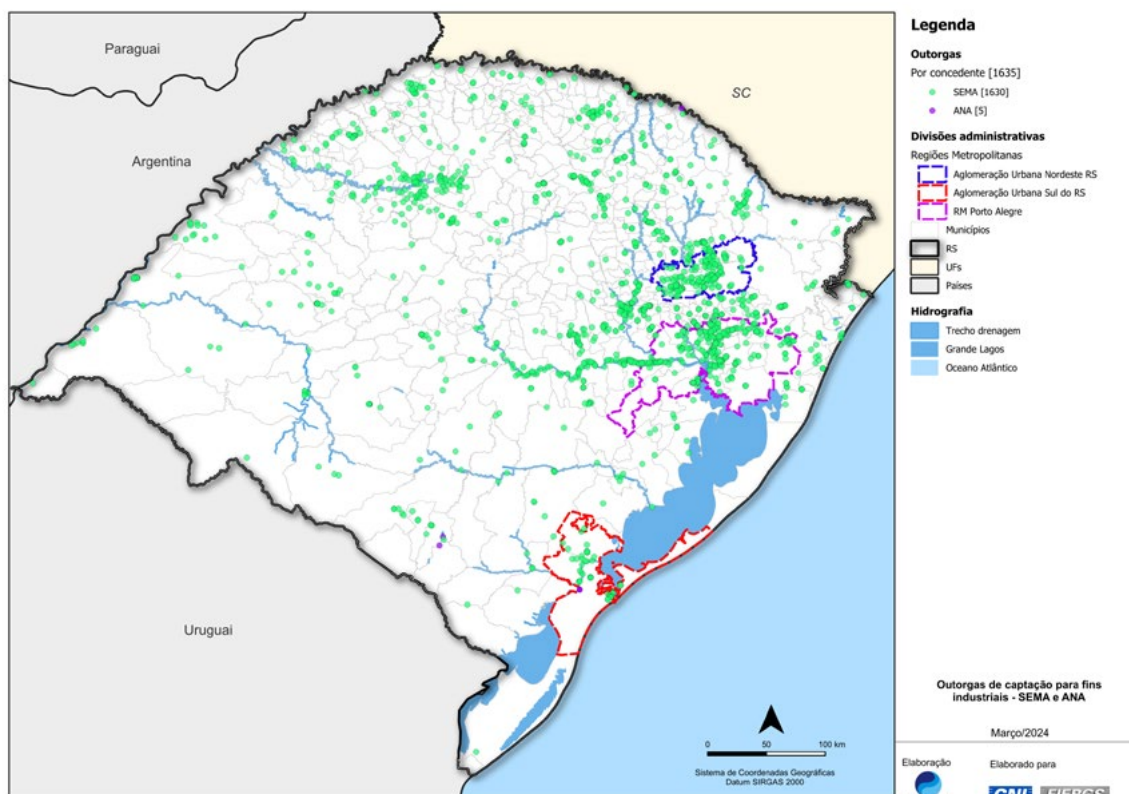 Paraguai
Argentina
SC
Uruguai
0 50 100 km
Sistema de Coordenadas Geográficas
Datum SIRGAS 2000
Legenda
Outorgas
Por concedente [1635]
SEMA [1630]
ANA [5]
Divisões administrativas
Regiões Metropolitanas
Aglomeração Urbana Nordeste RS
Aglomeração Urbana Sul do RS
RM Porto Alegre
Municípios
RS
UFs
Países
Hidrografia
Trecho drenagem
Grande Lagos
Oceano Atlântico
Outorgas de captação para fins
industriais - SEMA e ANA
Março/2024
Elaboração
Elaborado para
CNI FIERGS